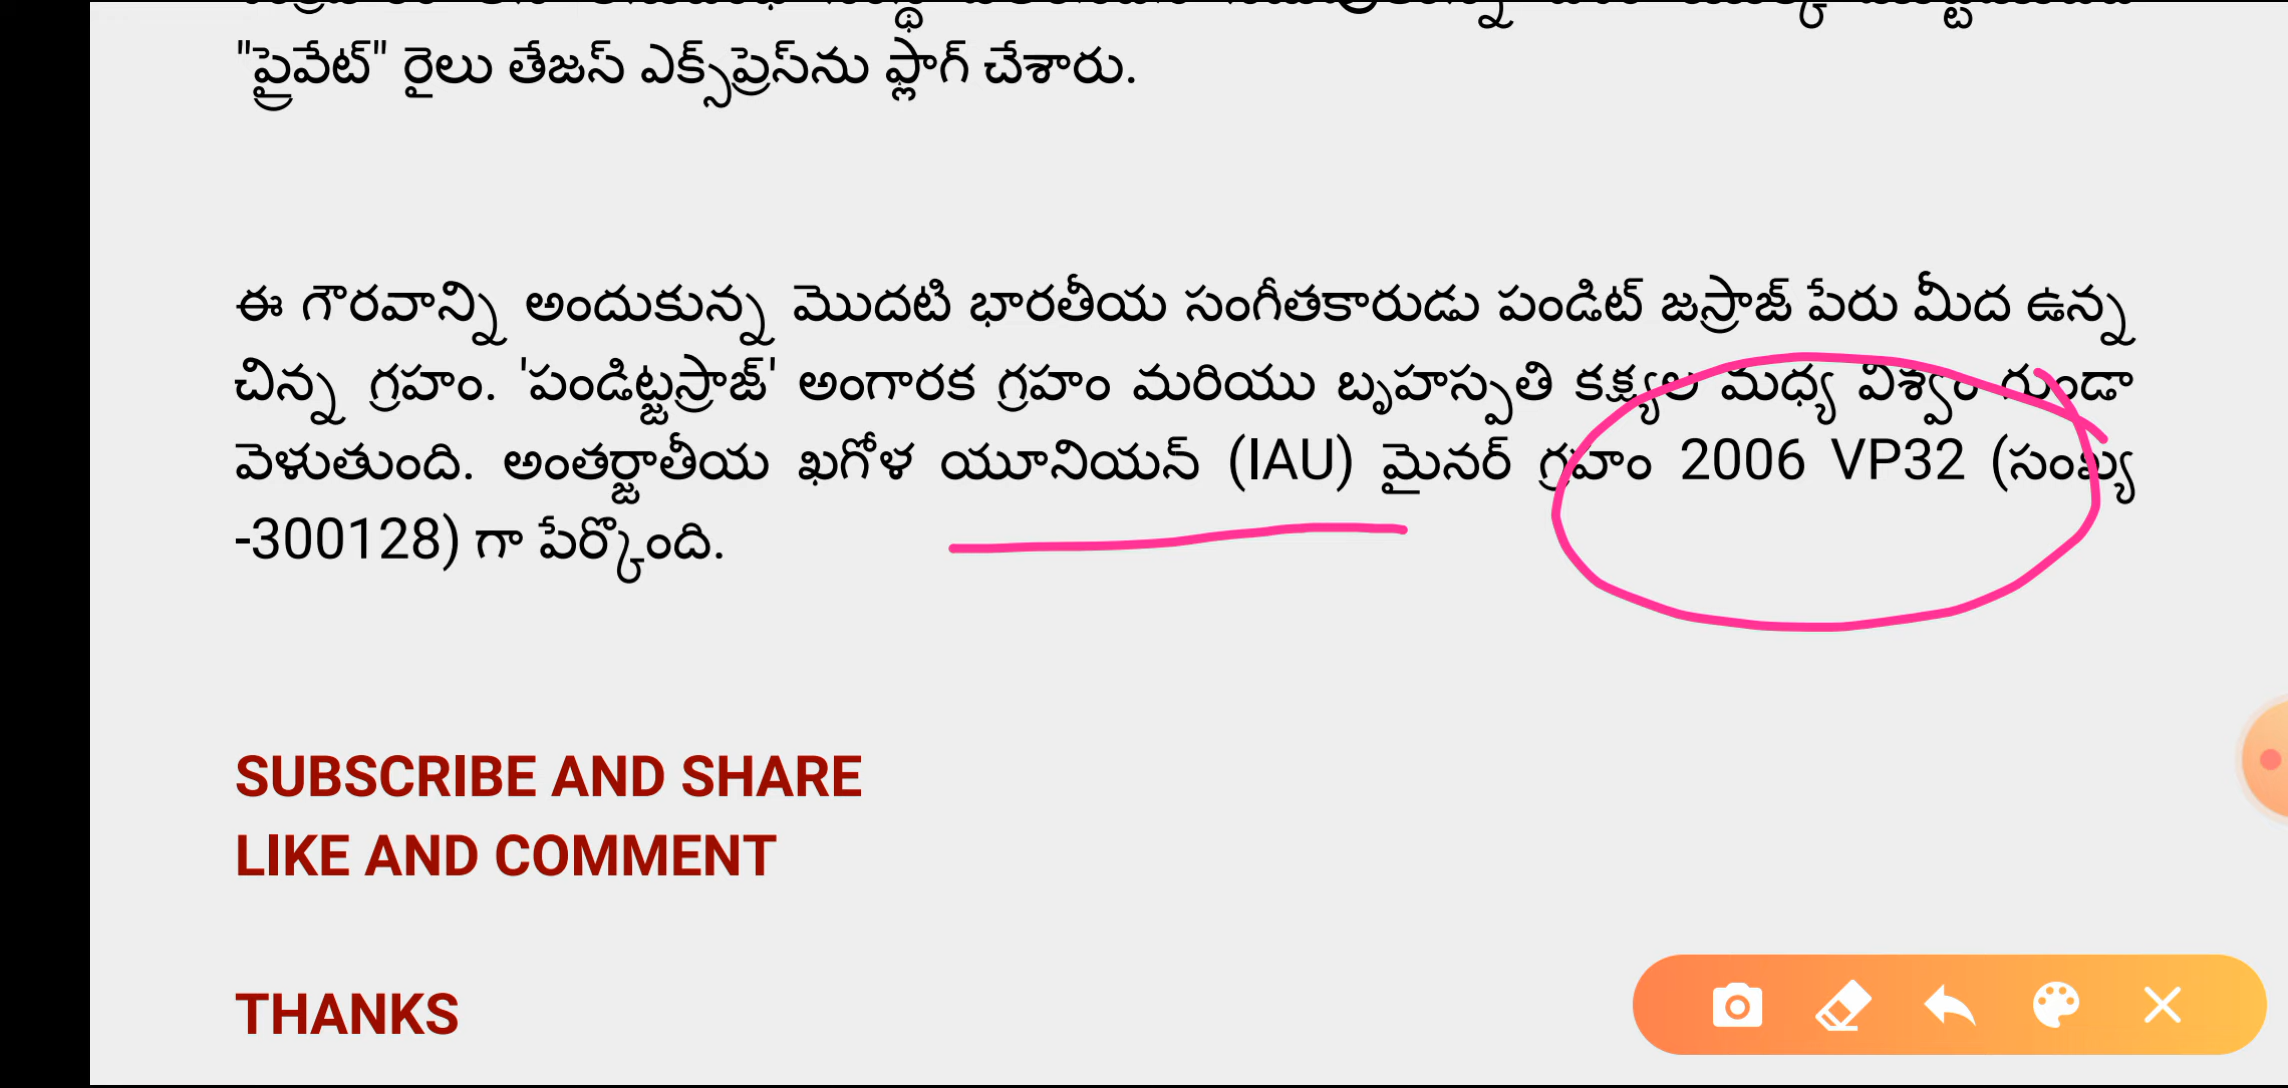 "ప్రైవేట్" రైలు తేజస్ ఎక్స్‌ప్రెస్‌ను ఫ్లాగ్ చేశారు.
ఈ గౌరవాన్ని అందుకున్న మొదటి భారతీయ సంగీతకారుడు పండిట్ జస్రాజ్ పేరు మీద ఉన్న
చిన్న గ్రహం. 'పండిట్జస్రాజ్' అంగారక గ్రహం మరియు బృహస్పతి కక్ష్యల మధ్య విశ్వం గుండా
వెళుతుంది. అంతర్జాతీయ ఖగోళ యూనియన్ (IAU) మైనర్ గ్రహం 2006 VP32 (సంఖ్య
-300128) గా పేర్కొంది.
SUBSCRIBE AND SHARE
LIKE AND COMMENT
THANKS